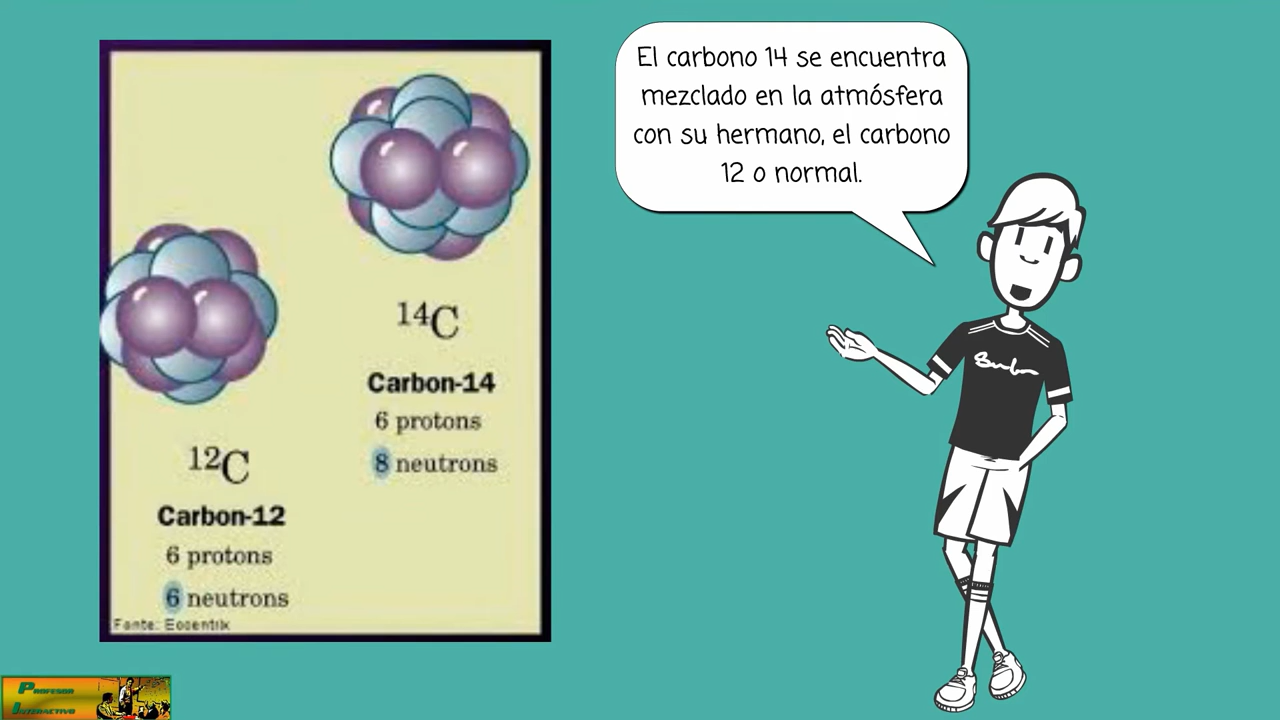 El carbono 14 se encuentra
mezclado en la atmósfera
con su hermano, el carbono
12 o normal.
14C
Carbon-14
6 protons
8 neutrons
12C
Carbon-12
6 protons
6 neutrons
Fonte: Eocentrix
Profesor
Interactivo